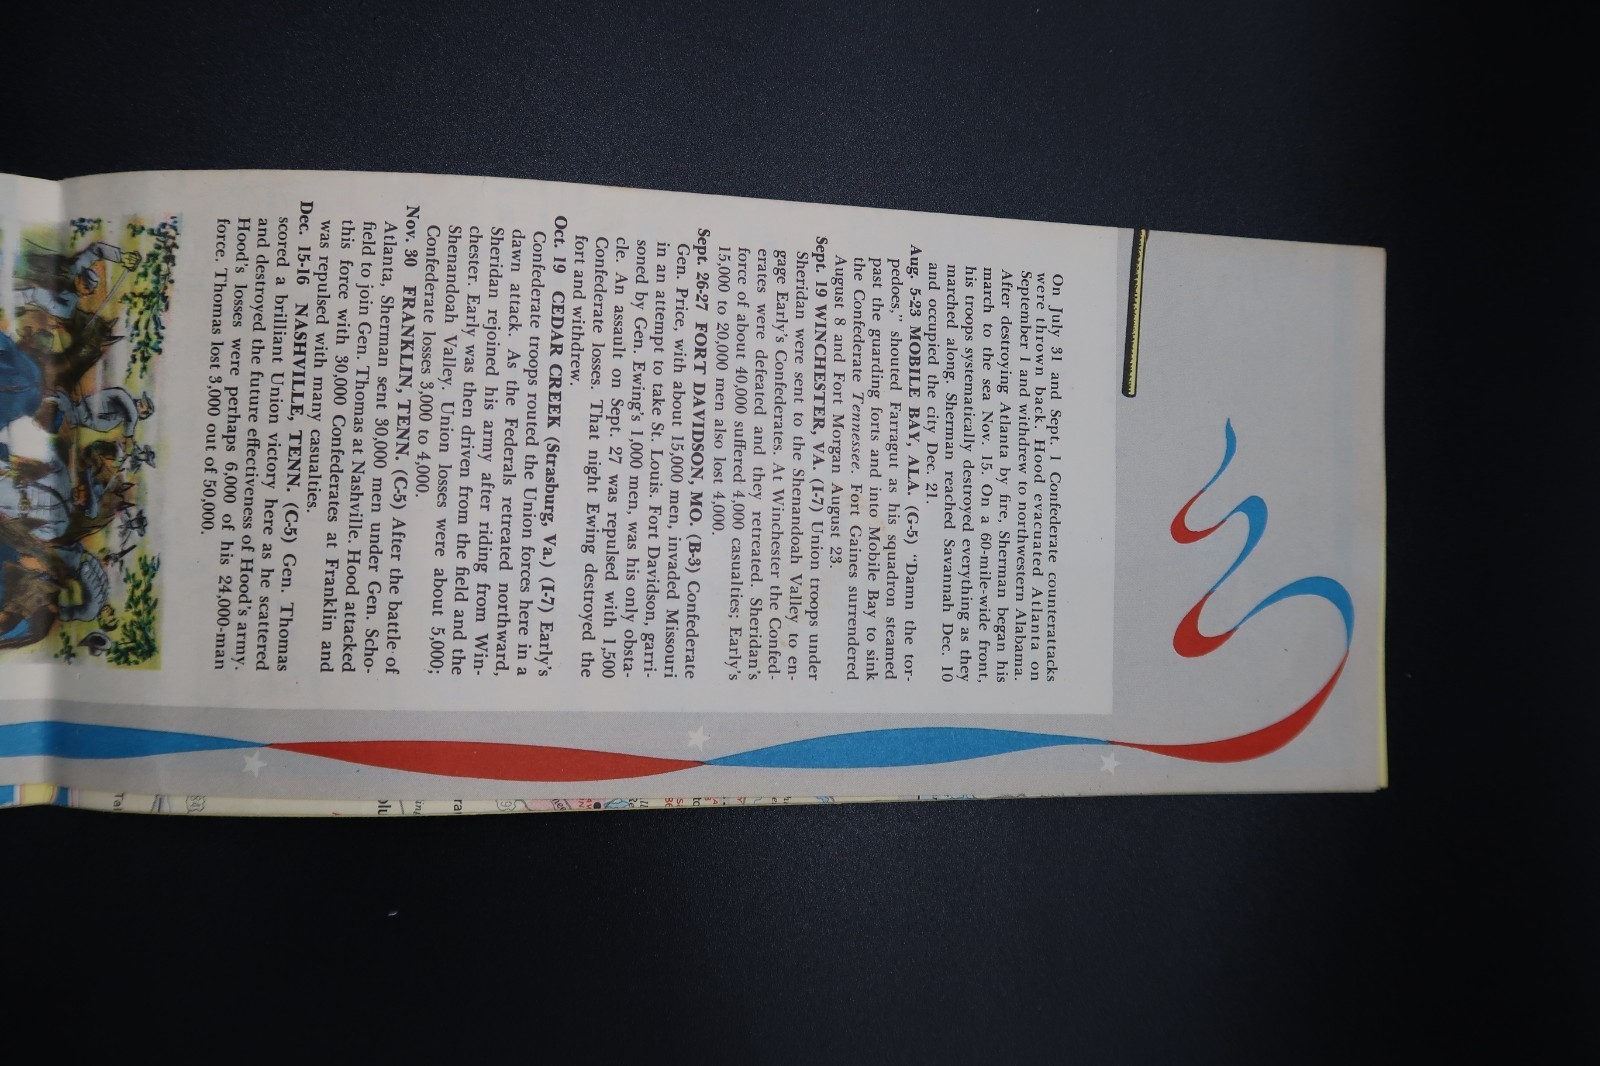 On July 31 and Sept. 1 Confederate counterattacks
were thrown back. Hood evacuated Atlanta on
September 1 and withdrew to northwestern Alabama.
After destroying Atlanta by fire, Sherman began his
march to the sea Nov. 15. On a 60-mile-wide front,
his troops systematically destroyed everything as they
marched along. Sherman reached Savannah Dec. 10
and occupied the city Dec. 21.
Aug. 5-23 MOBILE BAY, ALA. (G-5) "Damn the tor-
pedoes," shouted Farragut as his squadron steamed
past the guarding forts and into Mobile Bay to sink
the Confederate Tennessee. Fort Gaines surrendered
August 8 and Fort Morgan August 23.
Sept. 19 WINCHESTER, VA. (I-7) Union troops under
Sheridan were sent to the Shenandoah Valley to en-
gage Early's Confederates. At Winchester the Confed-
erates were defeated and they retreated. Sheridan's
force of about 40,000 suffered 4,000 casualties; Early's
15,000 to 20,000 men also lost 4,000.
Sept. 26-27 FORT DAVIDSON, MO. (B-3) Confederate
Gen. Price, with about 15,000 men, invaded Missouri
in an attempt to take St. Louis. Fort Davidson, garri-
soned by Gen. Ewing's 1,000 men, was his only obsta-
cle. An assault on Sept. 27 was repulsed with 1,500
Confederate losses. That night Ewing destroyed the
fort and withdrew.
Oct. 19 CEDAR CREEK (Strasburg, Va.) (I-7) Early's
Confederate troops routed the Union forces here in a
dawn attack. As the Federals retreated northward,
Sheridan rejoined his army after riding from Win-
chester. Early was then driven from the field and the
Shenandoah Valley. Union losses were about 5,000;
Confederate losses 3,000 to 4,000.
Nov. 30 FRANKLIN, TENN. (C-5) After the battle of
Atlanta, Sherman sent 30,000 men under Gen. Scho-
field to join Gen. Thomas at Nashville. Hood attacked
this force with 30,000 Confederates at Franklin and
was repulsed with many casualties.
Dec. 15-16 NASHVILLE, TENN. (C-5) Gen. Thomas
scored a brilliant Union victory here as he scattered
and destroyed the future effectiveness of Hood's army.
Hood's losses were perhaps 6,000 of his 24,000-man
force. Thomas lost 3,000 out of 50,000.